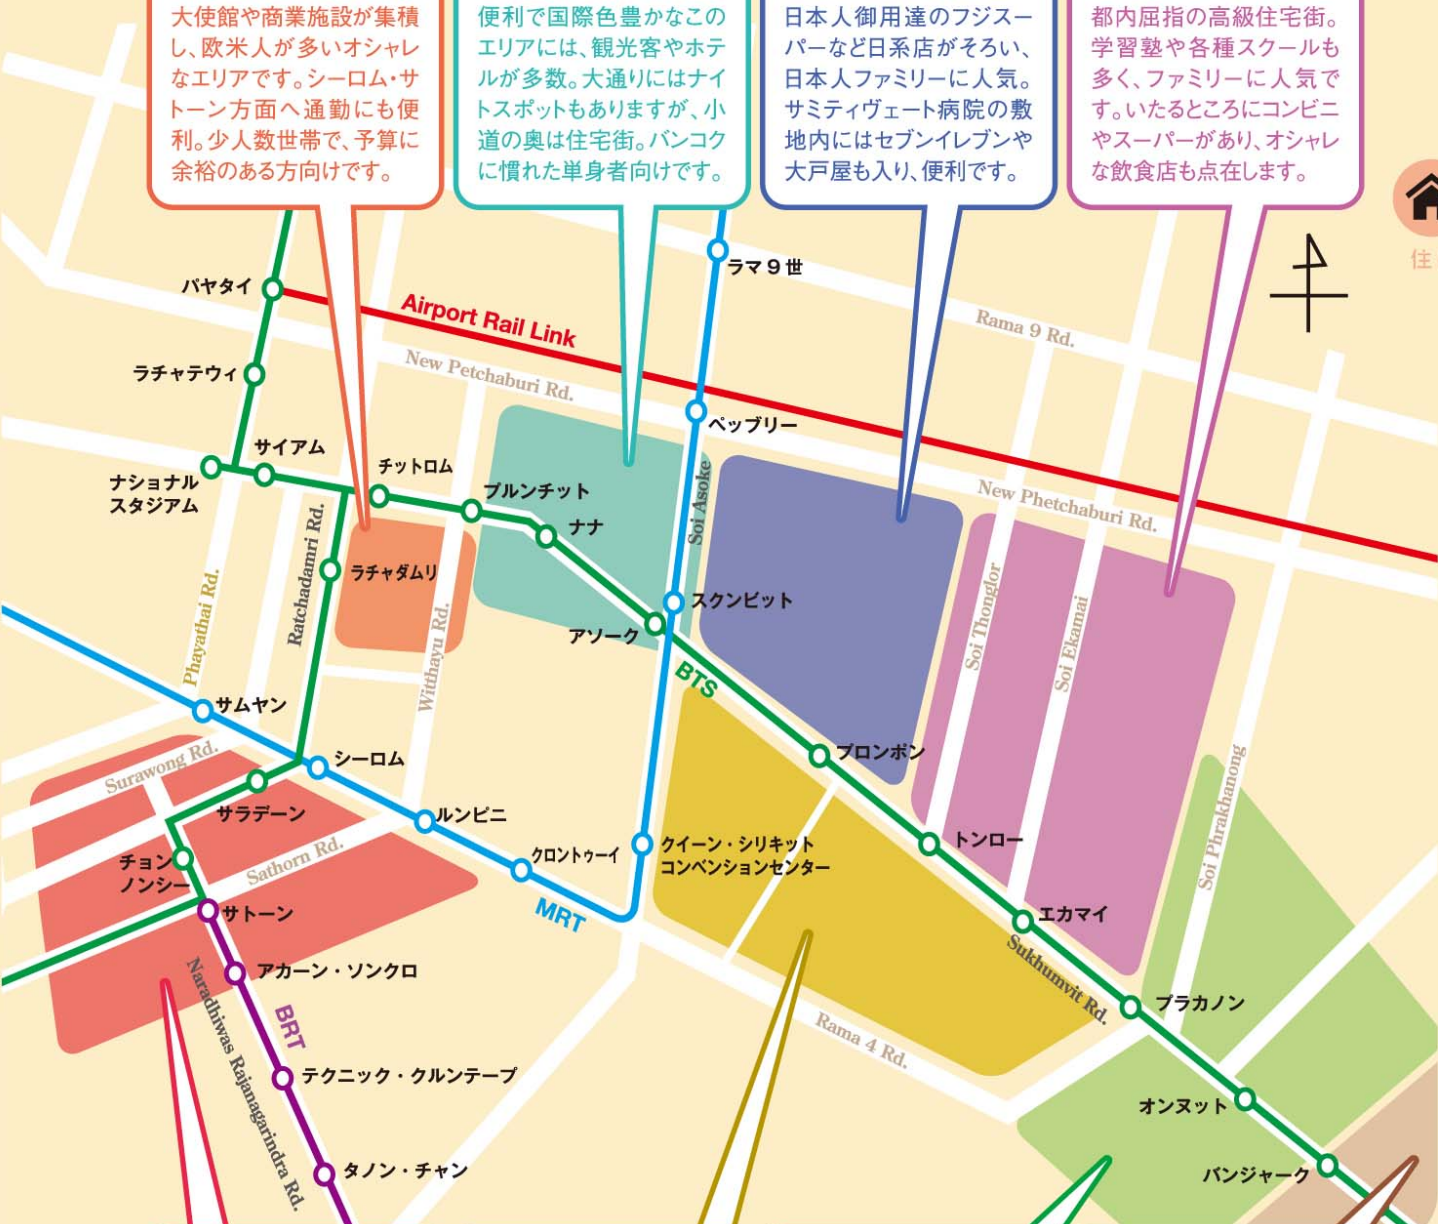 大使館や商業施設が集積
し、欧米人が多いオシャレ
なエリアです。シーロム・サ
トーン方面へ通勤にも便
利。少人数世帯で、予算に
余裕のある方向けです。
便利で国際色豊かなこの
エリアには、観光客やホテ
ルが多数。大通りにはナイ
トスポットもありますが、小
道の奥は住宅街。バンコク
に慣れた単身者向けです。
日本人御用達のフジスー
パーなど日系店がそろい、
日本人ファミリーに人気。
サミティヴェート病院の敷
地内にはセブンイレブンや
大戸屋も入り、便利です。
都内屈指の高級住宅街。
学習塾や各種スクールも
多く、ファミリーに人気で
す。いたるところにコンビニ
やスーパーがあり、オシャレ
な飲食店も点在します。
住
パヤタイ
ラマ9世
Airport Rail Link
Rama 9 Rd.
ラチャテウィ
New Petchaburi Rd.
ペッブリー
サイアム
チットロム
ナショナル
スタジアム
プルンチット
ナナ
Soi Asoke
New Phetchaburi Rd.
Ratchadamri Rd.
ラチャダムリ
Phayathai Rd.
Witthayu Rd.
スクンビット
アソーク
BTS
Soi Thonglor
Soi Ekamai
サムヤン
Surawong Rd.
シーロム
プロンポン
サラデーン
ルンピニ
Soi Phrakhanong
チョン
ノンシー
Sathorn Rd.
クロントゥーイ
クイーン・シリキット
コンベンションセンター
トンロー
MRT
サトーン
エカマイ
アカーン・ソンクロ
Sukhumvit Rd.
Naradhiwas Rajanagarindra Rd.
BRT
プラカノン
Rama 4 Rd.
テクニック・クルンテープ
オンヌット
タノン・チャン
バンジャーク